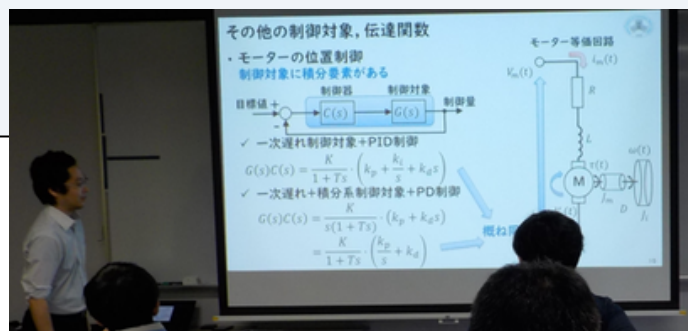 その他の制御対象，伝達関数
・モーターの位置制御
制御対象に積分要素がある
制御器
制御対象
目標値
+
−
C(s)
G(s)
制御量
✓ 一次遅れ制御対象+PID制御
G(s)C(s) = K/(1+Ts) · (k_p + k_i/s + k_d s)
✓ 一次遅れ+積分系制御対象+PD制御
G(s)C(s) = K/(s(1+Ts)) · (k_p + k_d s)
= K/(1+Ts) · (k_p/s + k_d)
概ね
モーター等価回路
i_m(t)
V_m(t)
R
L
τ(t)
ω(t)
M
J_m
D
J_l
(t)